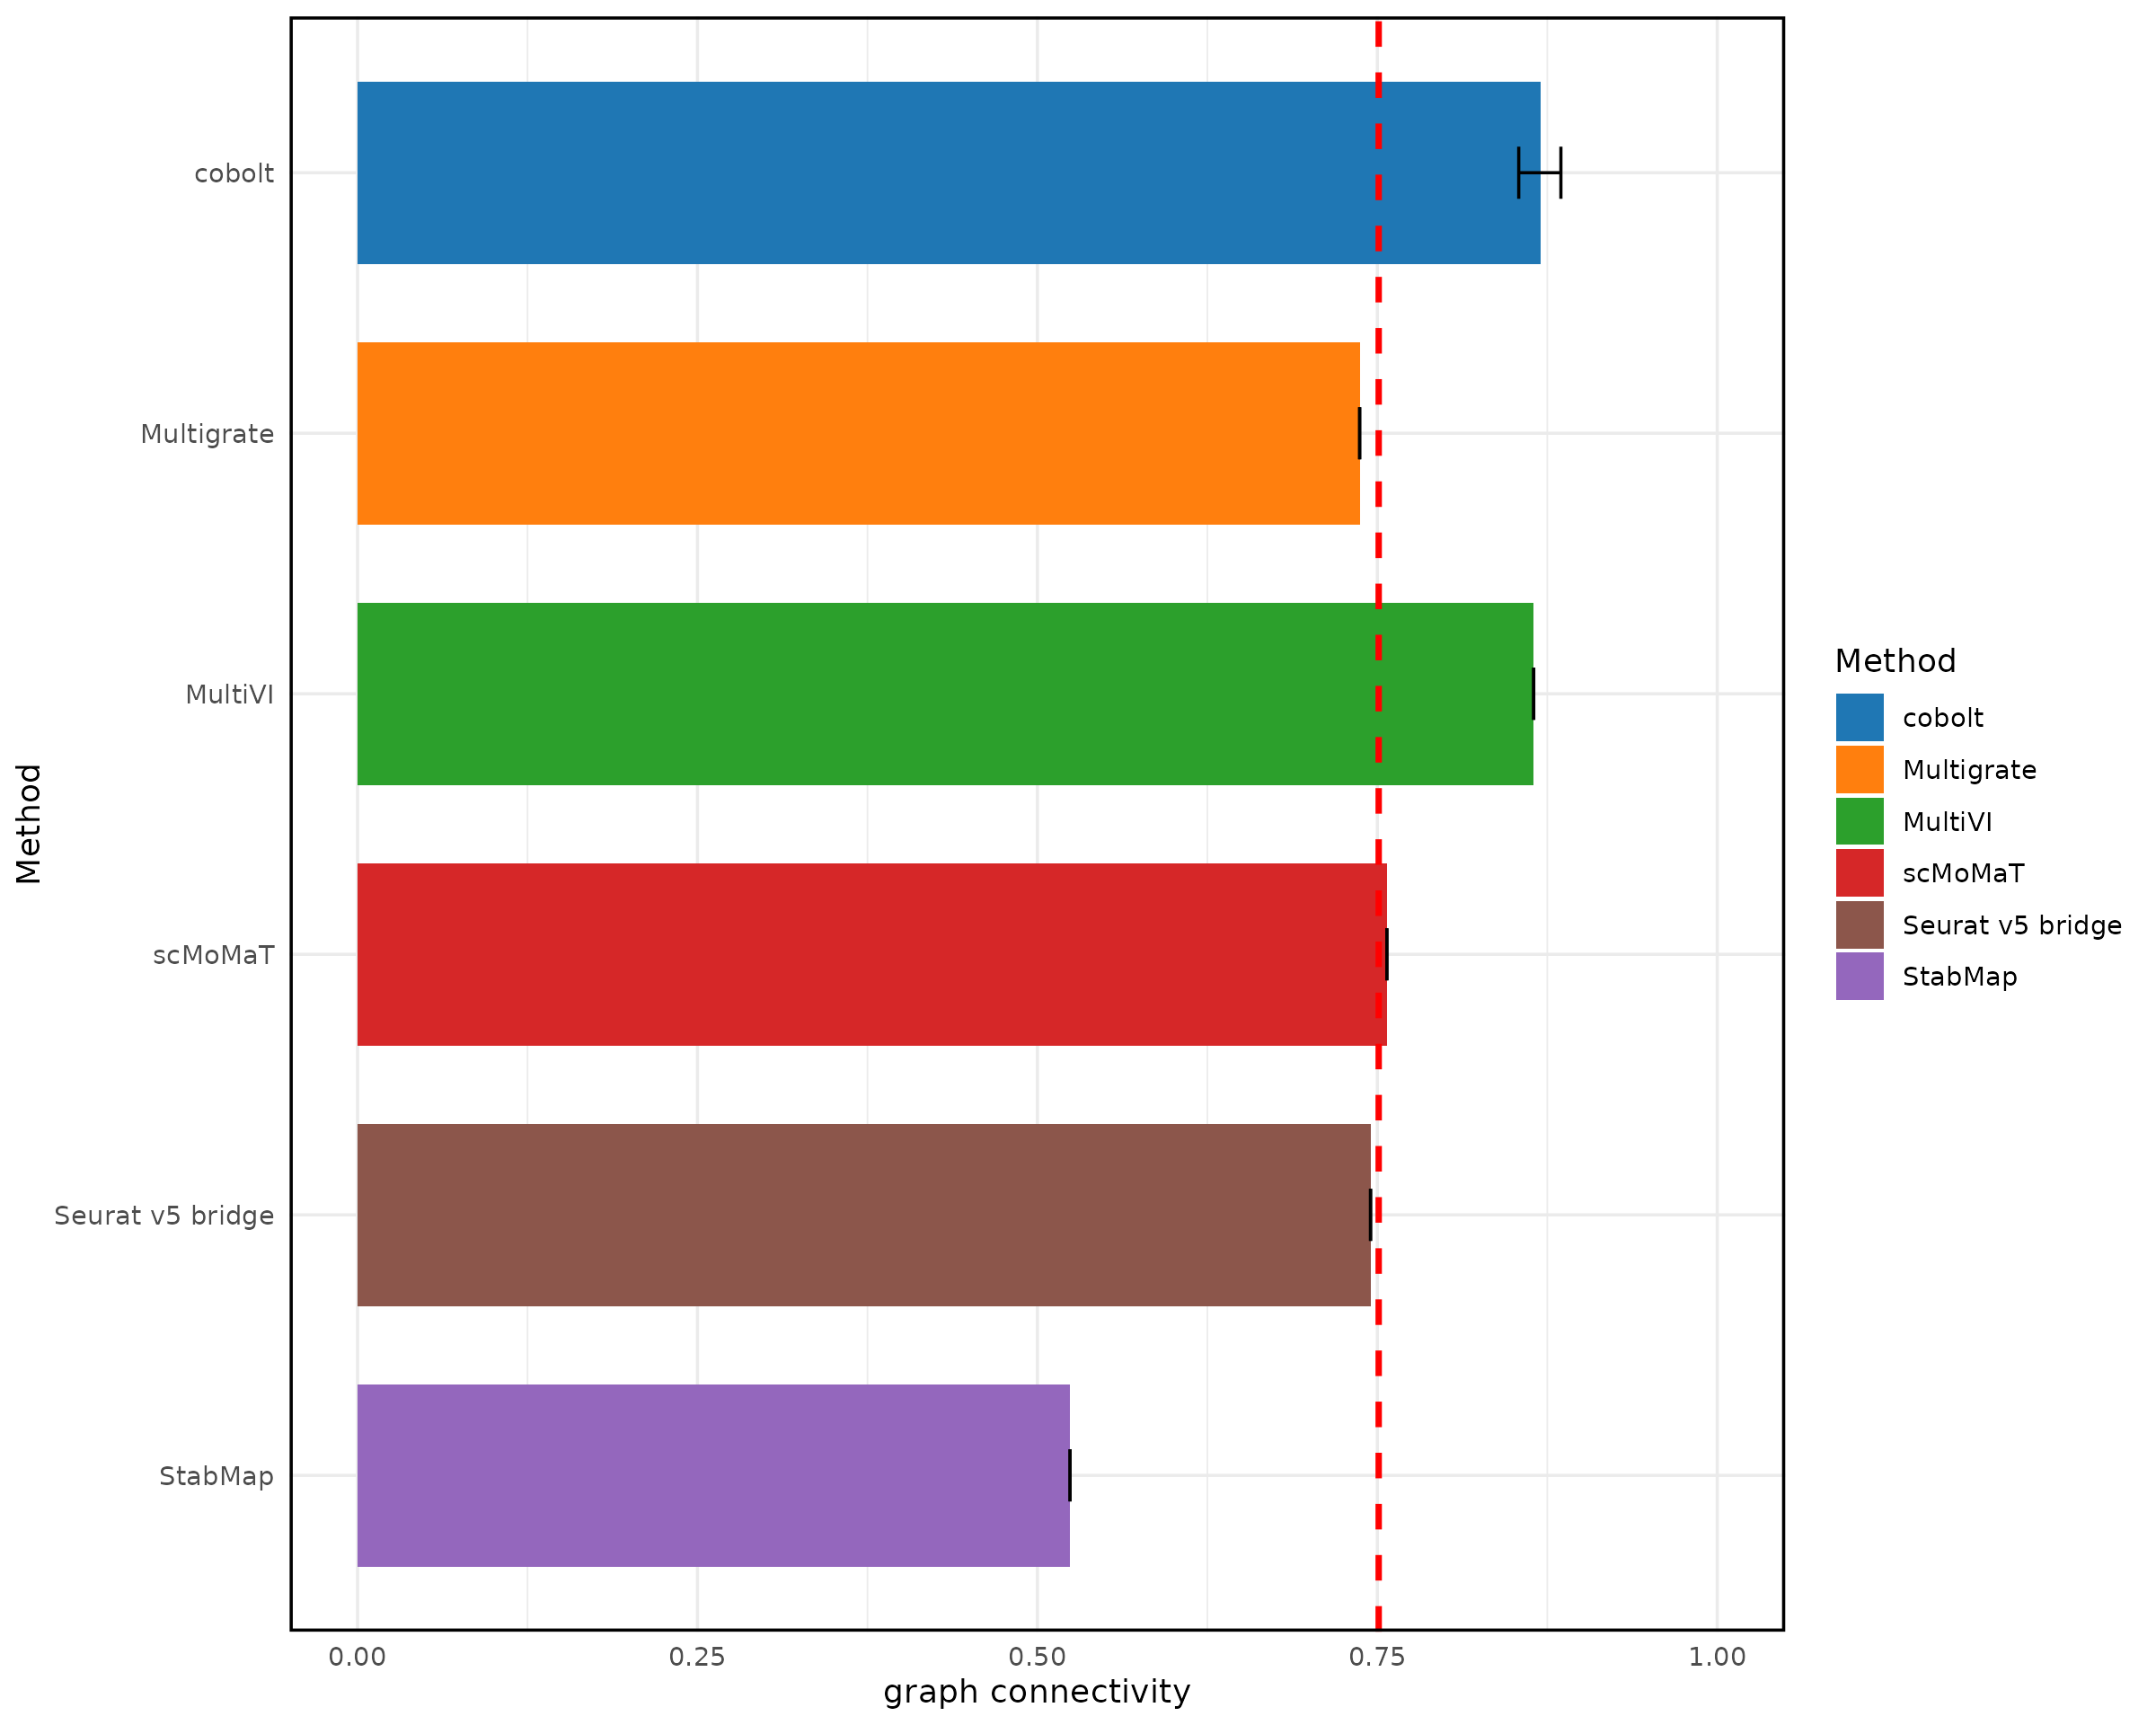 cobolt
Multigrate
MultiVI
scMoMaT
Seurat v5 bridge
StabMap
Method
0.00 0.25 0.50 0.75 1.00
graph connectivity
Method
cobolt
Multigrate
MultiVI
scMoMaT
Seurat v5 bridge
StabMap